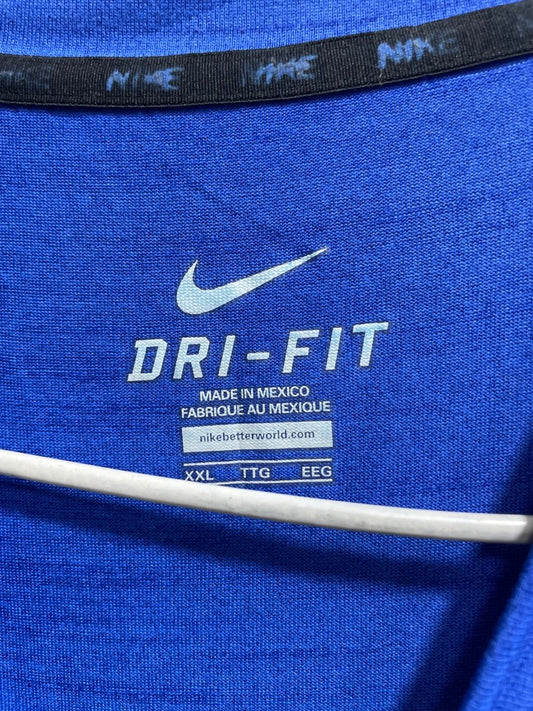 NIKE NIKE NIKE
DRI-FIT
MADE IN MEXICO
FABRIQUE AU MEXIQUE
nikebetterworld.com
XXL TTG EEG